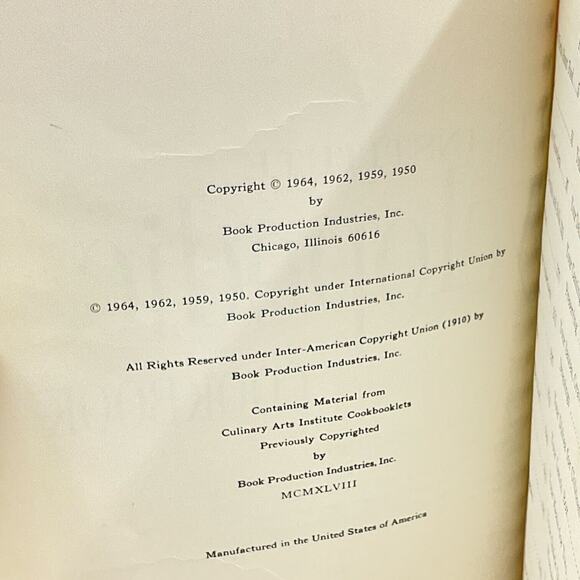 Copyright © 1964, 1962, 1959, 1950
by
Book Production Industries, Inc.
Chicago, Illinois 60616
© 1964, 1962, 1959, 1950. Copyright under International Copyright Union by
Book Production Industries, Inc.
All Rights Reserved under Inter-American Copyright Union (1910) by
Book Production Industries, Inc.
Containing Material from
Culinary Arts Institute Cookbooklets
Previously Copyrighted
by
Book Production Industries, Inc.
MCMXLVIII
Manufactured in the United States of America